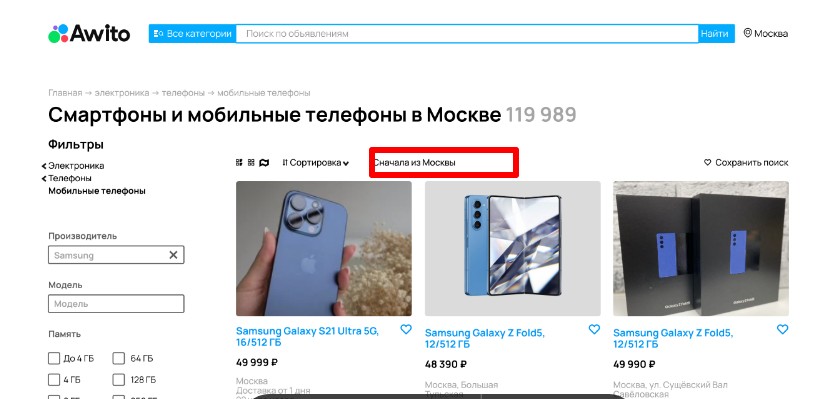 Awito
Все категории
Поиск по объявлениям
Найти
Москва
Главная → электроника → телефоны → мобильные телефоны
Смартфоны и мобильные телефоны в Москве 119 989
Фильтры
Электроника
Телефоны
Мобильные телефоны
Производитель
Samsung
Модель
Модель
Память
До 4 ГБ
64 ГБ
4 ГБ
128 ГБ
Сортировка
Сначала из Москвы
Сохранить поиск
Samsung Galaxy S21 Ultra 5G,
16/512 ГБ
49 999 ₽
Москва
Доставка от 1 дня
Samsung Galaxy Z Fold5,
12/512 ГБ
48 390 ₽
Москва, Большая
Samsung Galaxy Z Fold5,
12/512 ГБ
49 990 ₽
Москва, ул. Сущёвский Вал
Савёловская